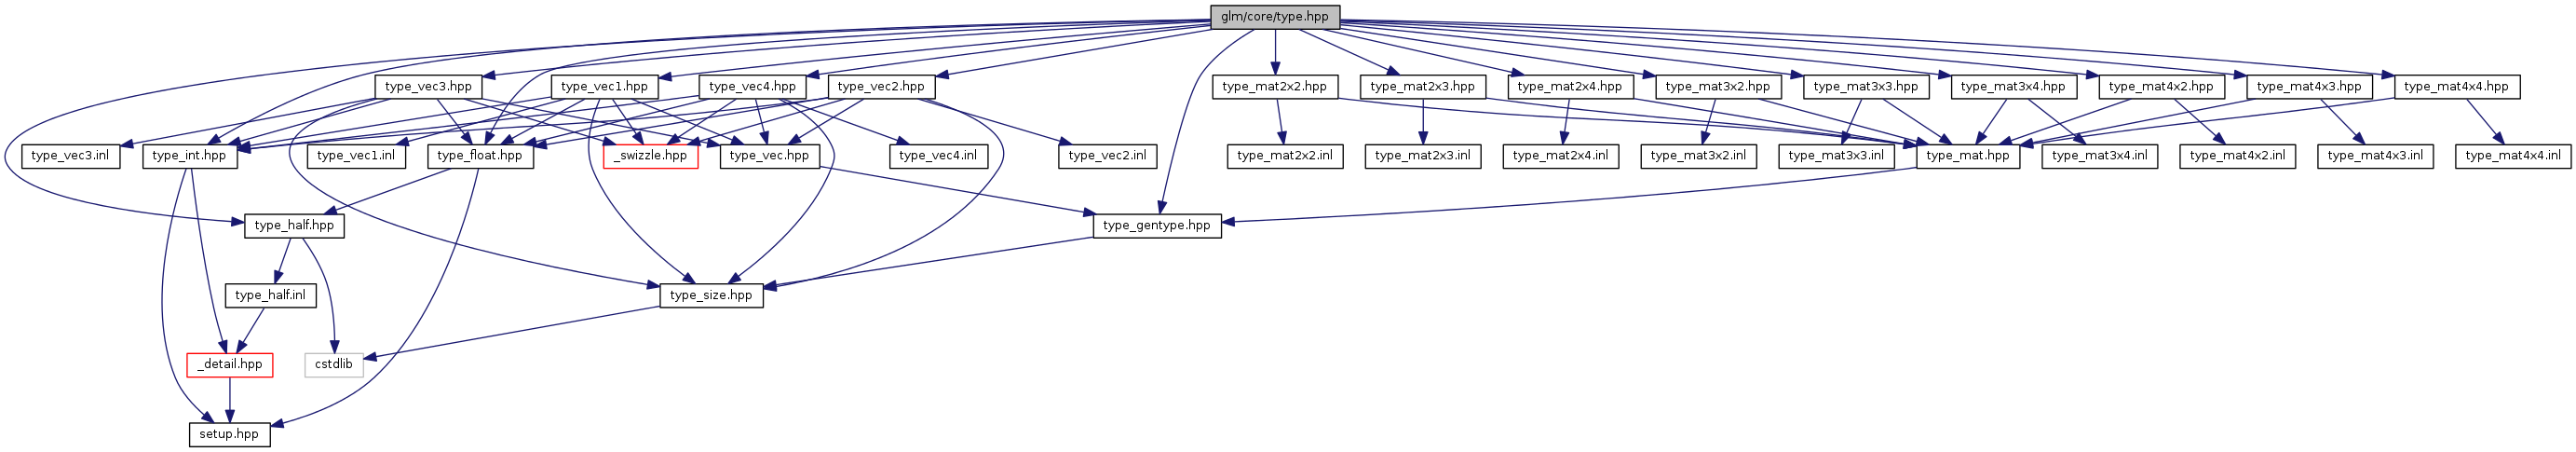 glm/core/type.hpp
type_vec3.hpp
type_vec1.hpp
type_vec4.hpp
type_vec2.hpp
type_mat2x2.hpp
type_mat2x3.hpp
type_mat2x4.hpp
type_mat3x2.hpp
type_mat3x3.hpp
type_mat3x4.hpp
type_mat4x2.hpp
type_mat4x3.hpp
type_mat4x4.hpp
type_vec3.inl
type_int.hpp
type_vec1.inl
type_float.hpp
_swizzle.hpp
type_vec.hpp
type_vec4.inl
type_vec2.inl
type_mat2x2.inl
type_mat2x3.inl
type_mat2x4.inl
type_mat3x2.inl
type_mat3x3.inl
type_mat.hpp
type_mat3x4.inl
type_mat4x2.inl
type_mat4x3.inl
type_mat4x4.inl
type_half.hpp
type_gentype.hpp
type_half.inl
type_size.hpp
_detail.hpp
cstdlib
setup.hpp